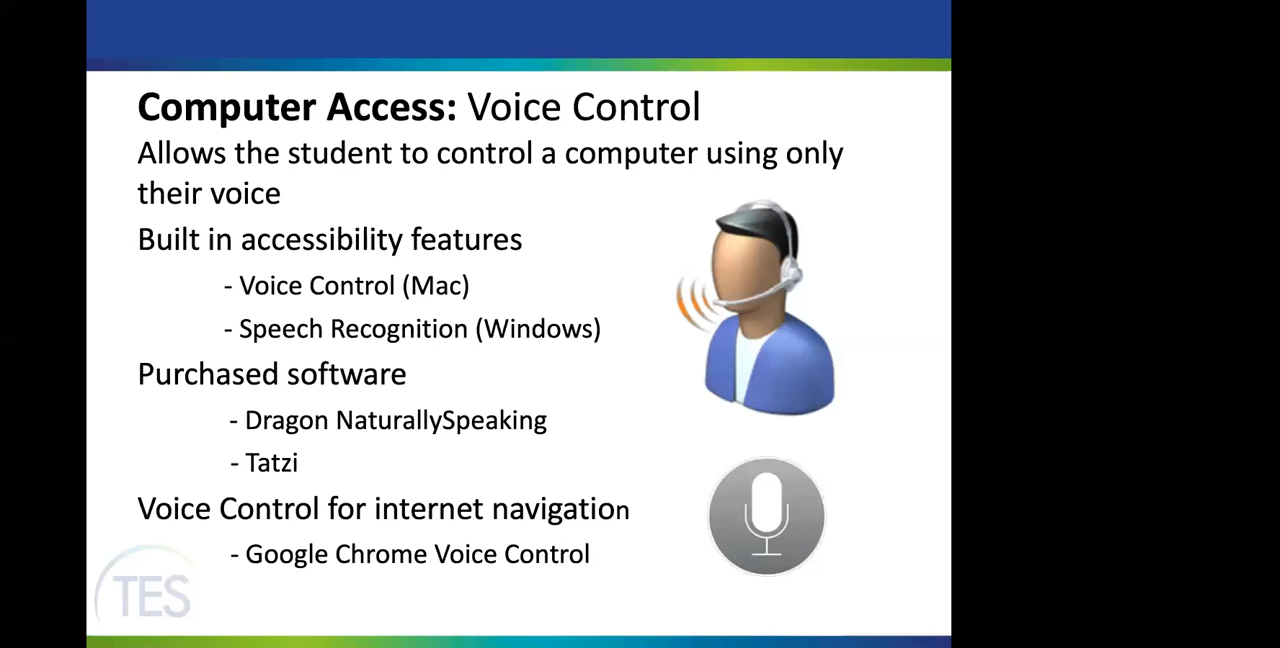 Computer Access: Voice Control
Allows the student to control a computer using only
their voice
Built in accessibility features
- Voice Control (Mac)
- Speech Recognition (Windows)
Purchased software
- Dragon NaturallySpeaking
- Tatzi
Voice Control for internet navigation
- Google Chrome Voice Control
TES